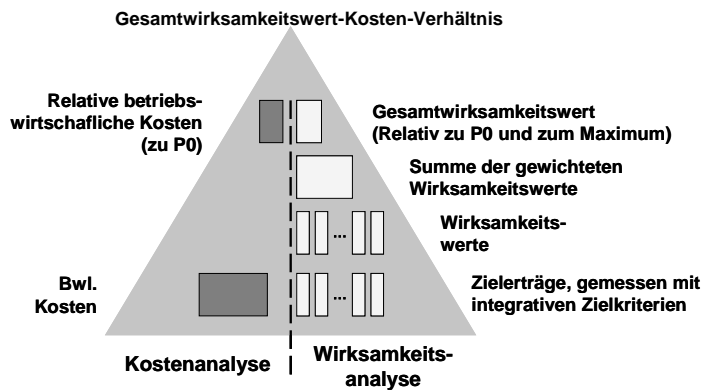 Gesamtwirksamkeitswert-Kosten-Verhältnis
Relative betriebs-
wirtschafliche Kosten
(zu P0)
Gesamtwirksamkeitswert
(Relativ zu P0 und zum Maximum)
Summe der gewichteten
Wirksamkeitswerte
...
Wirksamkeits-
werte
Bwl.
Kosten
...
Zielerträge, gemessen mit
integrativen Zielkriterien
Kostenanalyse
Wirksamkeits-
analyse